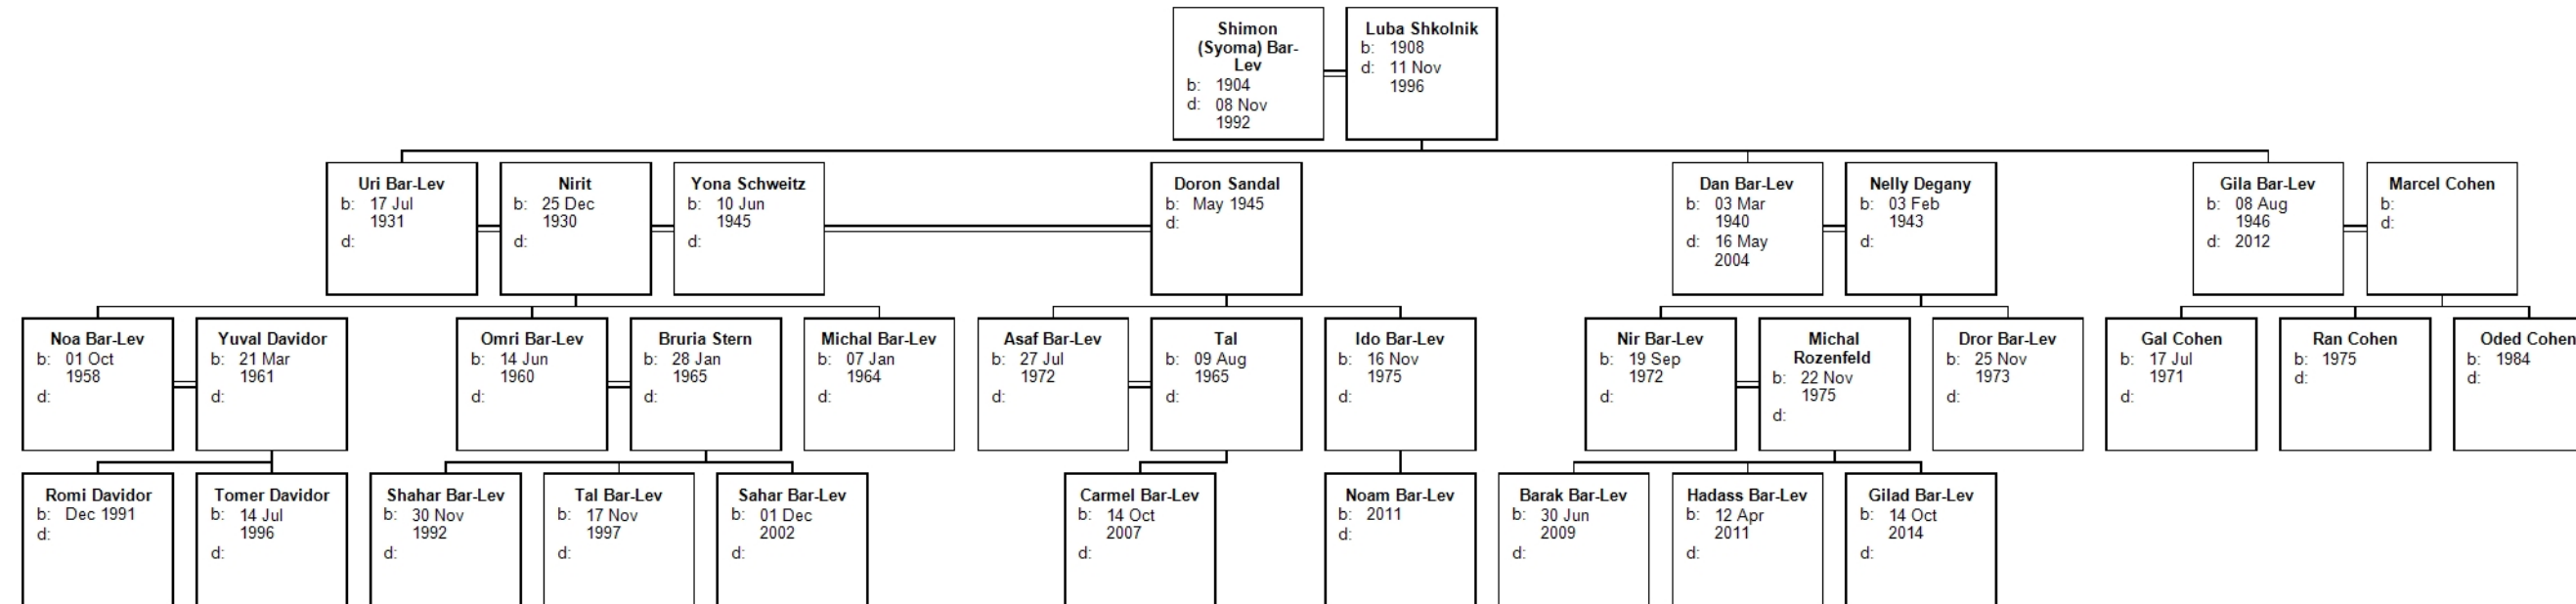 Shimon
(Syoma) Bar-
Lev
b: 1904
d: 08 Nov
1992
Luba Shkolnik
b: 1908
d: 11 Nov
1996
Uri Bar-Lev
b: 17 Jul
1931
d:
Nirit
b: 25 Dec
1930
d:
Yona Schweitz
b: 10 Jun
1945
d:
Doron Sandal
b: May 1945
d:
Dan Bar-Lev
b: 03 Mar
1940
d: 16 May
2004
Nelly Degany
b: 03 Feb
1943
d:
Gila Bar-Lev
b: 08 Aug
1946
d: 2012
Marcel Cohen
b:
d:
Noa Bar-Lev
b: 01 Oct
1958
d:
Yuval Davidor
b: 21 Mar
1961
d:
Omri Bar-Lev
b: 14 Jun
1960
d:
Bruria Stern
b: 28 Jan
1965
d:
Michal Bar-Lev
b: 07 Jan
1964
d:
Asaf Bar-Lev
b: 27 Jul
1972
d:
Tal
b: 09 Aug
1965
d:
Ido Bar-Lev
b: 16 Nov
1975
d:
Nir Bar-Lev
b: 19 Sep
1972
d:
Michal
Rozenfeld
b: 22 Nov
1975
d:
Dror Bar-Lev
b: 25 Nov
1973
d:
Gal Cohen
b: 17 Jul
1971
d:
Ran Cohen
b: 1975
d:
Oded Cohen
b: 1984
d:
Romi Davidor
b: Dec 1991
d:
Tomer Davidor
b: 14 Jul
1996
d:
Shahar Bar-Lev
b: 30 Nov
1992
d:
Tal Bar-Lev
b: 17 Nov
1997
d:
Sahar Bar-Lev
b: 01 Dec
2002
d:
Carmel Bar-Lev
b: 14 Oct
2007
d:
Noam Bar-Lev
b: 2011
d:
Barak Bar-Lev
b: 30 Jun
2009
d:
Hadass Bar-Lev
b: 12 Apr
2011
d:
Gilad Bar-Lev
b: 14 Oct
2014
d: